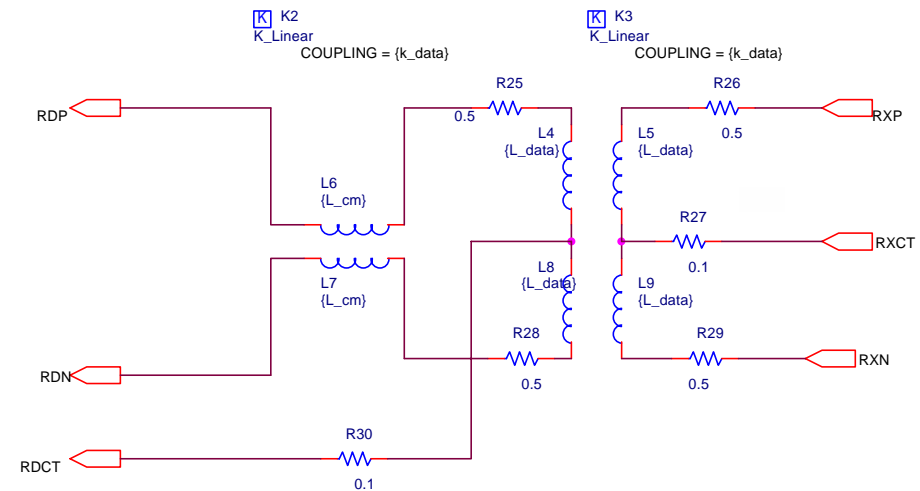 K K2
K_Linear
COUPLING = {k_data}
K K3
K_Linear
COUPLING = {k_data}
RDP
R25
0.5
L4
{L_data}
L5
{L_data}
R26
0.5
RXP
L6
{L_cm}
R27
0.1
RXCT
L7
{L_cm}
L8
{L_data}
L9
{L_data}
R28
0.5
R29
0.5
RXN
RDN
R30
0.1
RDCT